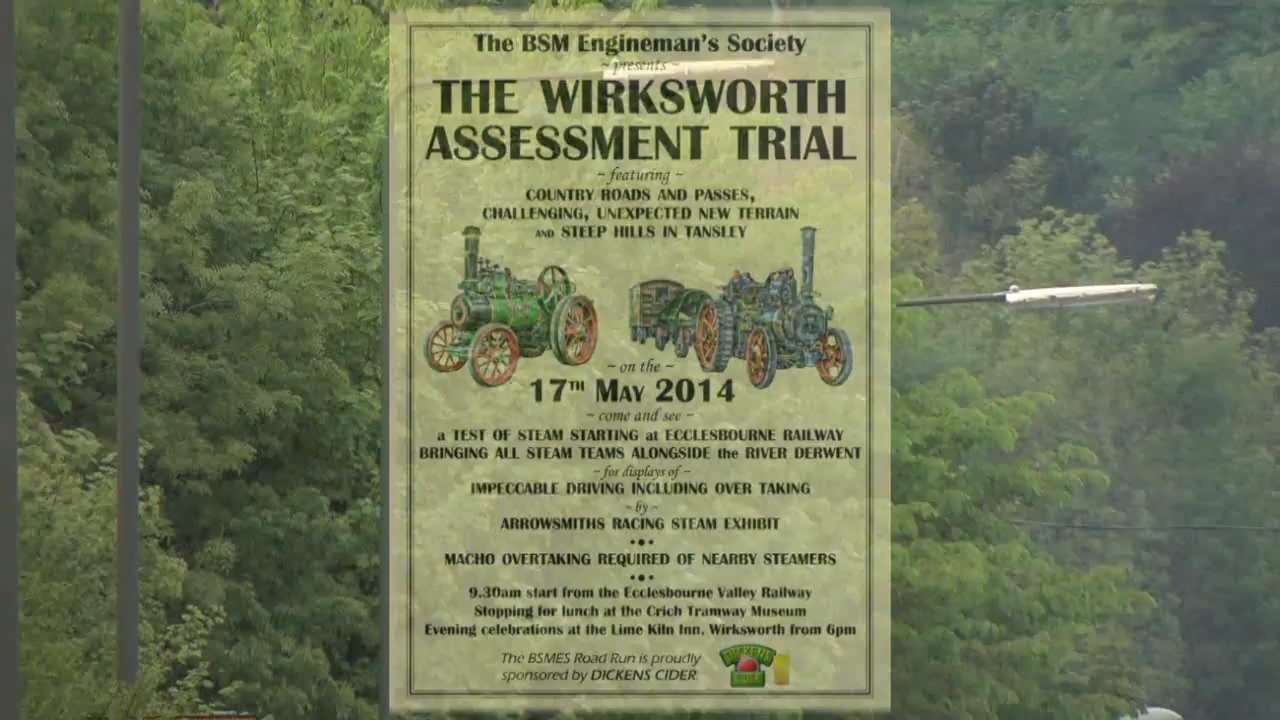 The BSM Engineman's Society
~ presents ~
THE WIRKSWORTH
ASSESSMENT TRIAL
~ featuring ~
COUNTRY ROADS AND PASSES,
CHALLENGING, UNEXPECTED NEW TERRAIN
AND STEEP HILLS IN TANSLEY
~ on the ~
17TH MAY 2014
~ come and see ~
a TEST OF STEAM STARTING at ECCLESBOURNE RAILWAY
BRINGING ALL STEAM TEAMS ALONGSIDE the RIVER DERWENT
~ for displays of ~
IMPECCABLE DRIVING INCLUDING OVER TAKING
~ by ~
ARROWSMITHS RACING STEAM EXHIBIT
MACHO OVERTAKING REQUIRED OF NEARBY STEAMERS
9.30am start from the Ecclesbourne Valley Railway
Stopping for lunch at the Crich Tramway Museum
Evening celebrations at the Lime Kiln Inn, Wirksworth from 6pm
The BSMES Road Run is proudly
sponsored by DICKENS CIDER
DICKENS